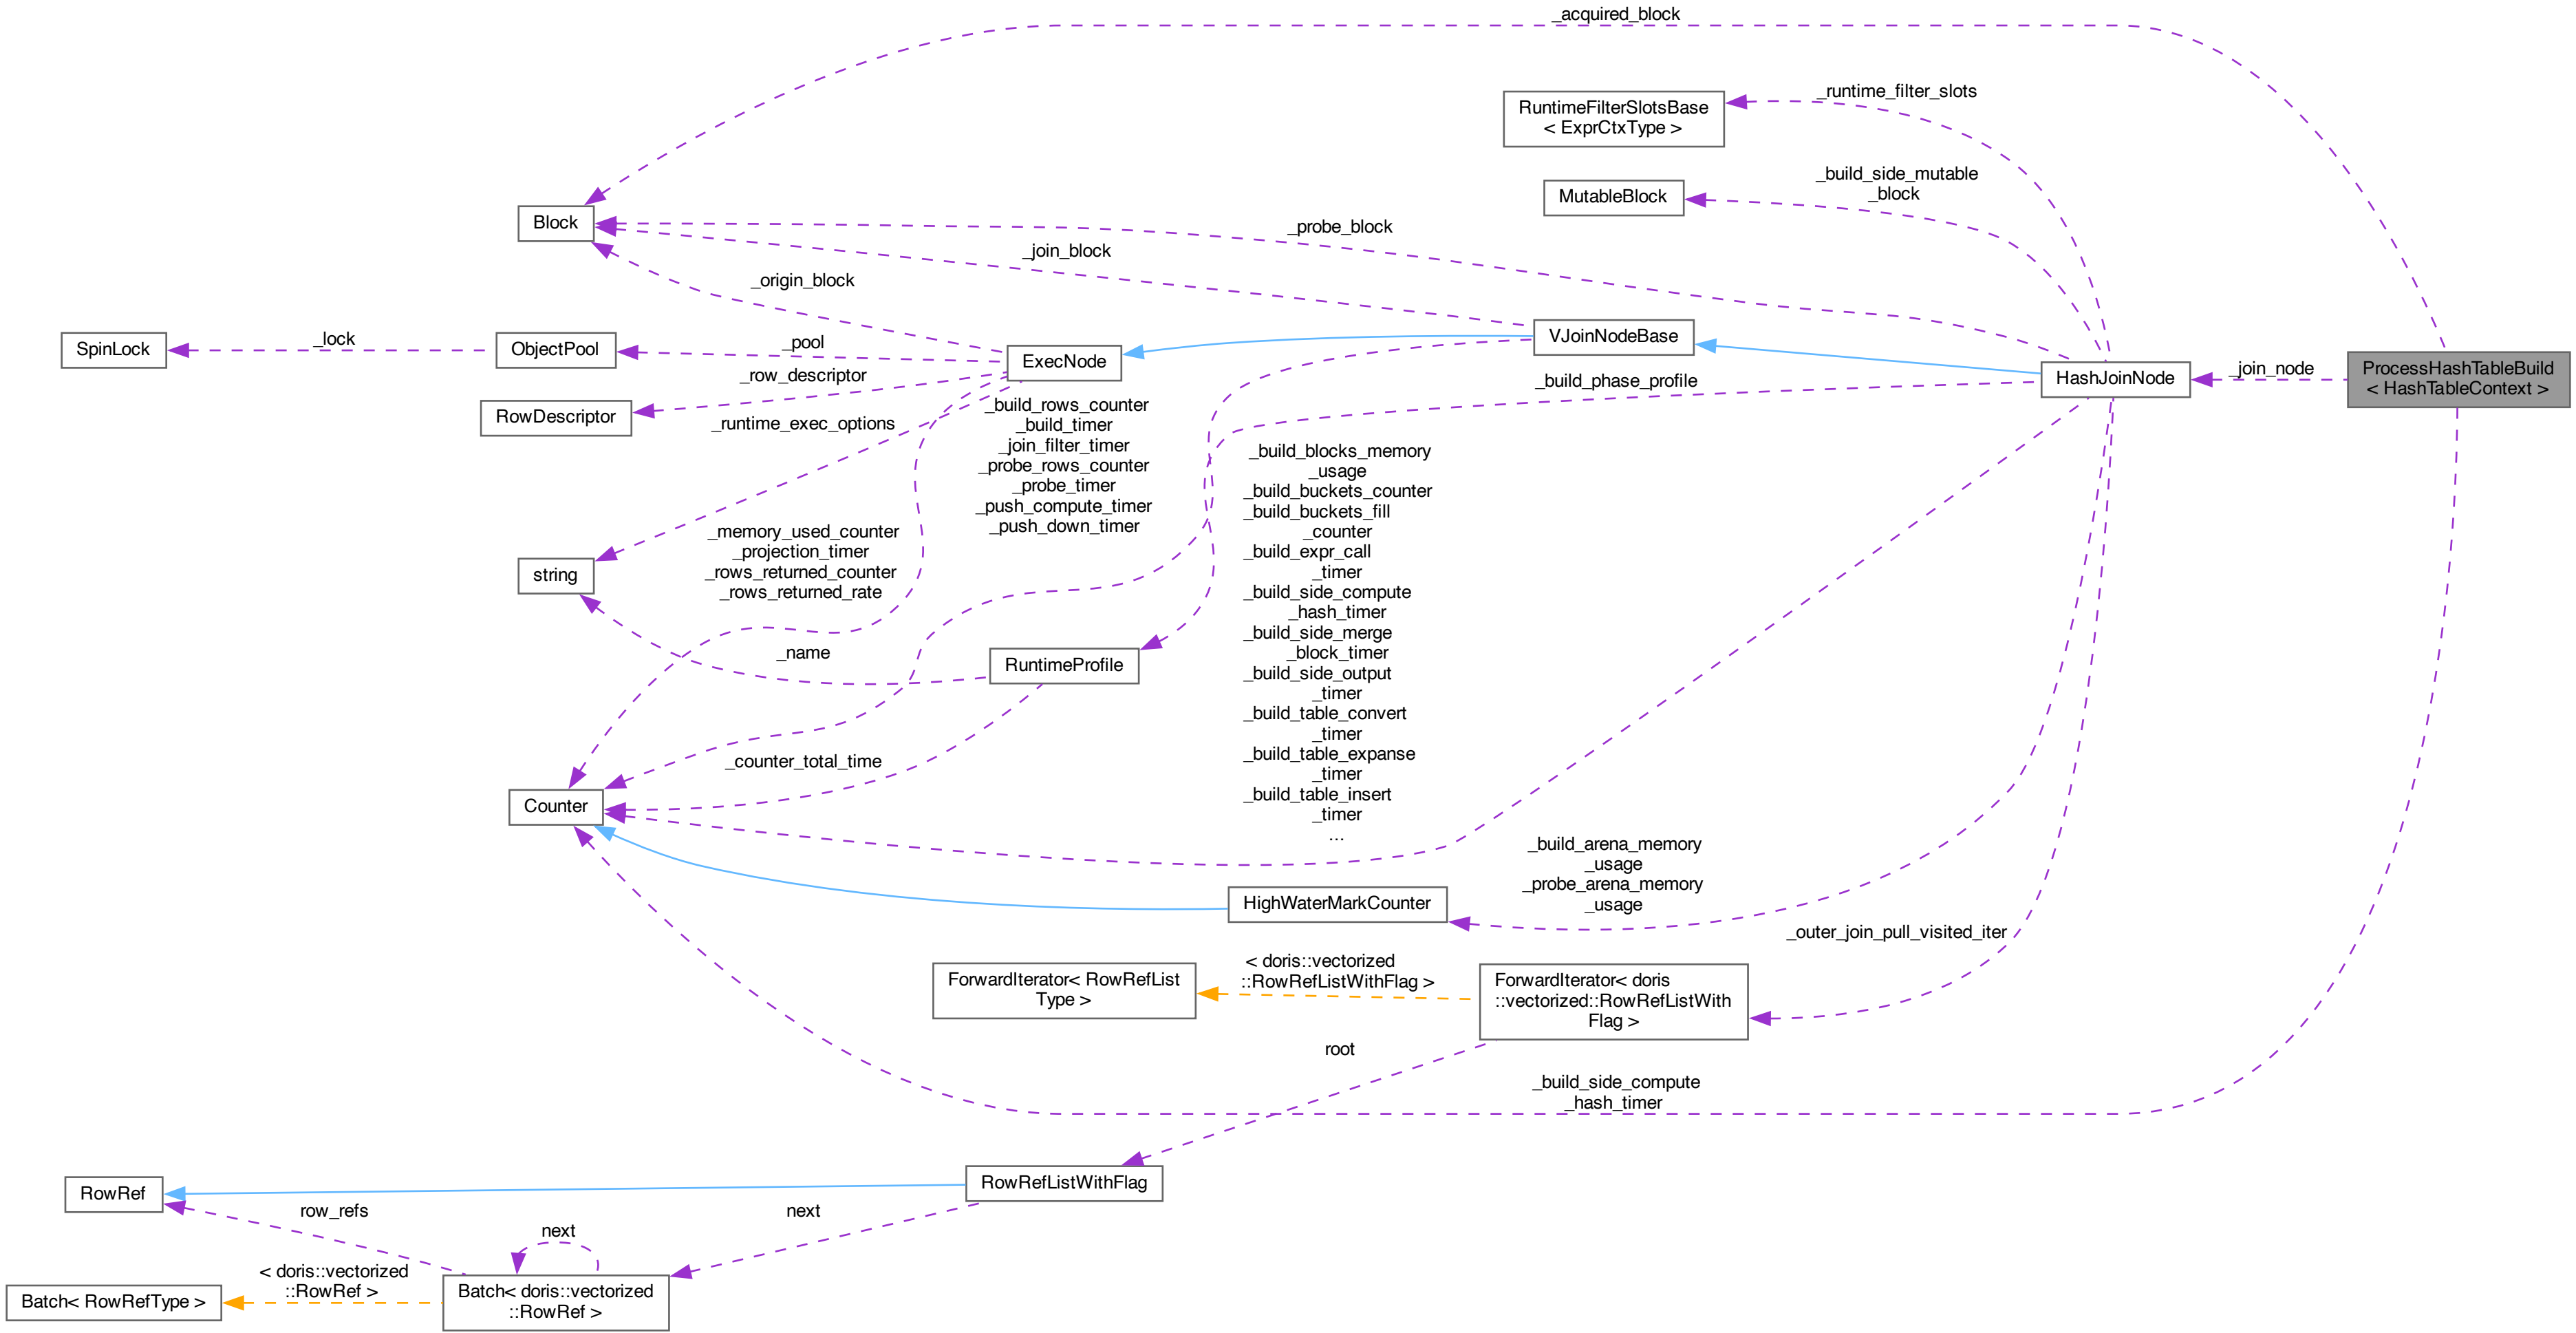 _acquired_block
_runtime_filter_slots
RuntimeFilterSlotsBase
< ExprCtxType >
_build_side_mutable
_block
MutableBlock
Block
_probe_block
_join_block
_origin_block
SpinLock
_lock
ObjectPool
_pool
ExecNode
VJoinNodeBase
HashJoinNode
_join_node
ProcessHashTableBuild
< HashTableContext >
_row_descriptor
RowDescriptor
_runtime_exec_options
_build_phase_profile
_build_rows_counter
_build_timer
_join_filter_timer
_probe_rows_counter
_probe_timer
_push_compute_timer
_push_down_timer
_build_blocks_memory
_usage
_build_buckets_counter
_build_buckets_fill
_counter
_build_expr_call
_timer
_build_side_compute
_hash_timer
_build_side_merge
_block_timer
_build_side_output
_timer
_build_table_convert
_timer
_build_table_expanse
_timer
_build_table_insert
_timer
...
_memory_used_counter
_projection_timer
_rows_returned_counter
_rows_returned_rate
string
_name
RuntimeProfile
_counter_total_time
Counter
_build_arena_memory
_usage
_probe_arena_memory
_usage
HighWaterMarkCounter
_outer_join_pull_visited_iter
ForwardIterator< RowRefList
Type >
< doris::vectorized
::RowRefListWithFlag >
ForwardIterator< doris
::vectorized::RowRefListWith
Flag >
root
_build_side_compute
_hash_timer
RowRef
RowRefListWithFlag
row_refs
next
next
< doris::vectorized
::RowRef >
Batch< RowRefType >
Batch< doris::vectorized
::RowRef >